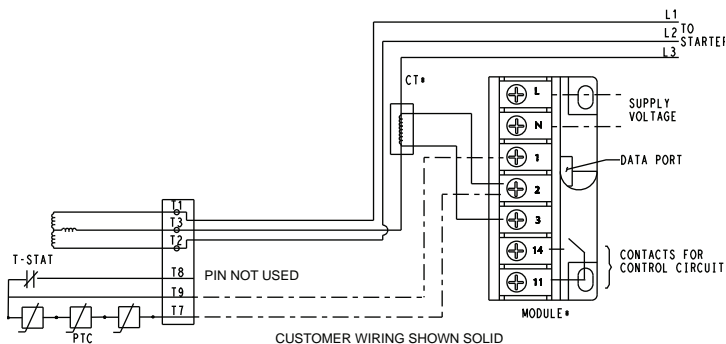 L1
L2
TO
STARTER
L3
CT*
L
SUPPLY
VOLTAGE
N
1
DATA PORT
2
3
T1
T3
T2
T-STAT
14
CONTACTS FOR
CONTROL CIRCUIT
T8
PIN NOT USED
11
T9
T7
MODULE*
PTC
CUSTOMER WIRING SHOWN SOLID